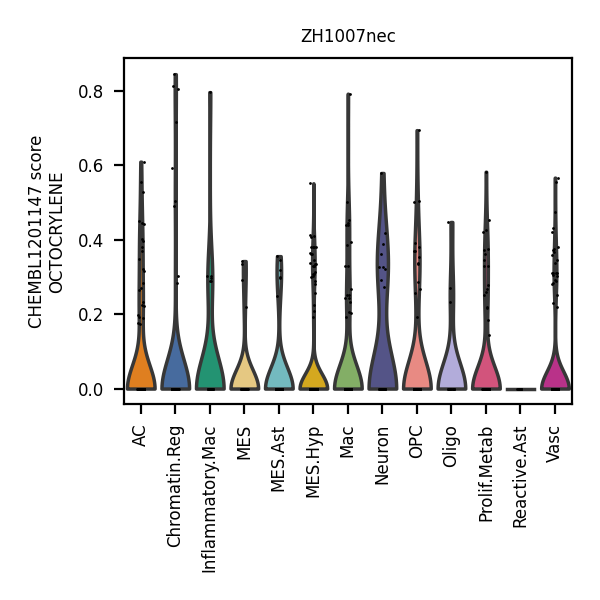 ZH1007nec
CHEMBL1201147 score
OCTOCRYLENE
0.8
0.6
0.4
0.2
0.0
AC
Chromatin.Reg
Inflammatory.Mac
MES
MES.Ast
MES.Hyp
Mac
Neuron
OPC
Oligo
Prolif.Metab
Reactive.Ast
Vasc